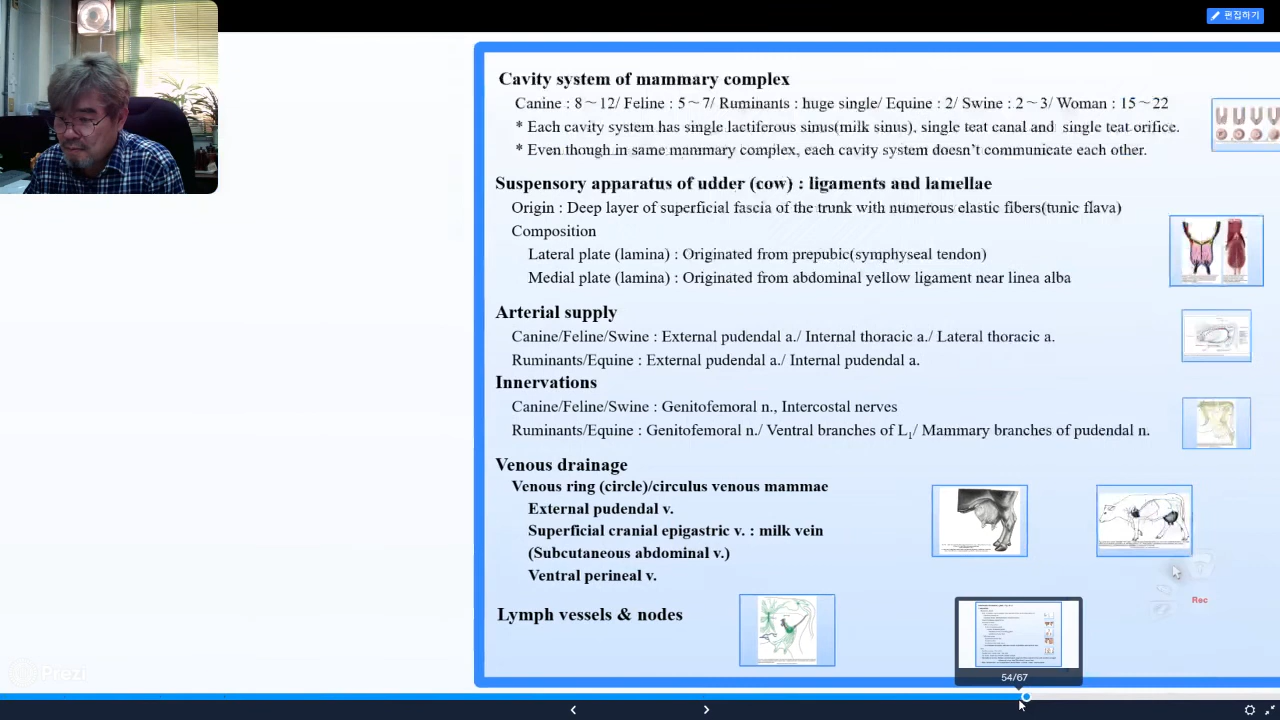 편집하기
Cavity system of mammary complex
Canine : 8～12/ Feline : 5～7/ Ruminants : huge single/ Equine : 2/ Swine : 2～3/ Woman : 15～22
* Each cavity system has single lactiferous sinus(milk sinus), single teat canal and single teat orifice.
* Even though in same mammary complex, each cavity system doesn't communicate each other.
Suspensory apparatus of udder (cow) : ligaments and lamellae
Origin : Deep layer of superficial fascia of the trunk with numerous elastic fibers(tunic flava)
Composition
Lateral plate (lamina) : Originated from prepubic(symphyseal tendon)
Medial plate (lamina) : Originated from abdominal yellow ligament near linea alba
Arterial supply
Canine/Feline/Swine : External pudendal a./ Internal thoracic a./ Lateral thoracic a.
Ruminants/Equine : External pudendal a./ Internal pudendal a.
Innervations
Canine/Feline/Swine : Genitofemoral n., Intercostal nerves
Ruminants/Equine : Genitofemoral n./ Ventral branches of L₁/ Mammary branches of pudendal n.
Venous drainage
Venous ring (circle)/circulus venous mammae
External pudendal v.
Superficial cranial epigastric v. : milk vein
(Subcutaneous abdominal v.)
Ventral perineal v.
Rec
Lymph vessels & nodes
Prezi
54/67